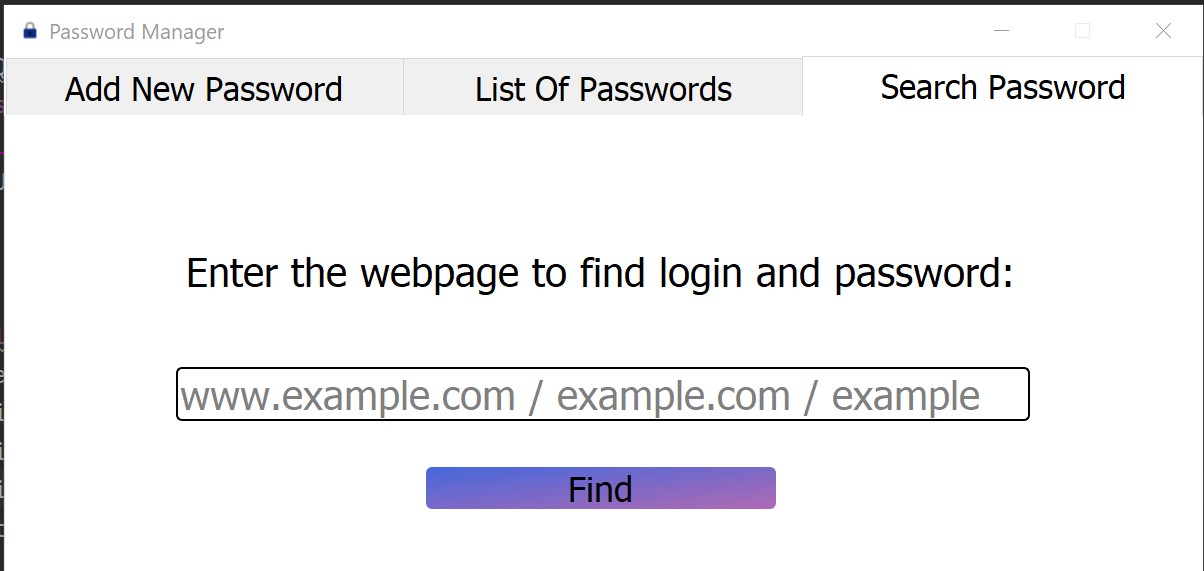 Password Manager
Add New Password List Of Passwords Search Password
Enter the webpage to find login and password:
www.example.com / example.com / example
Find